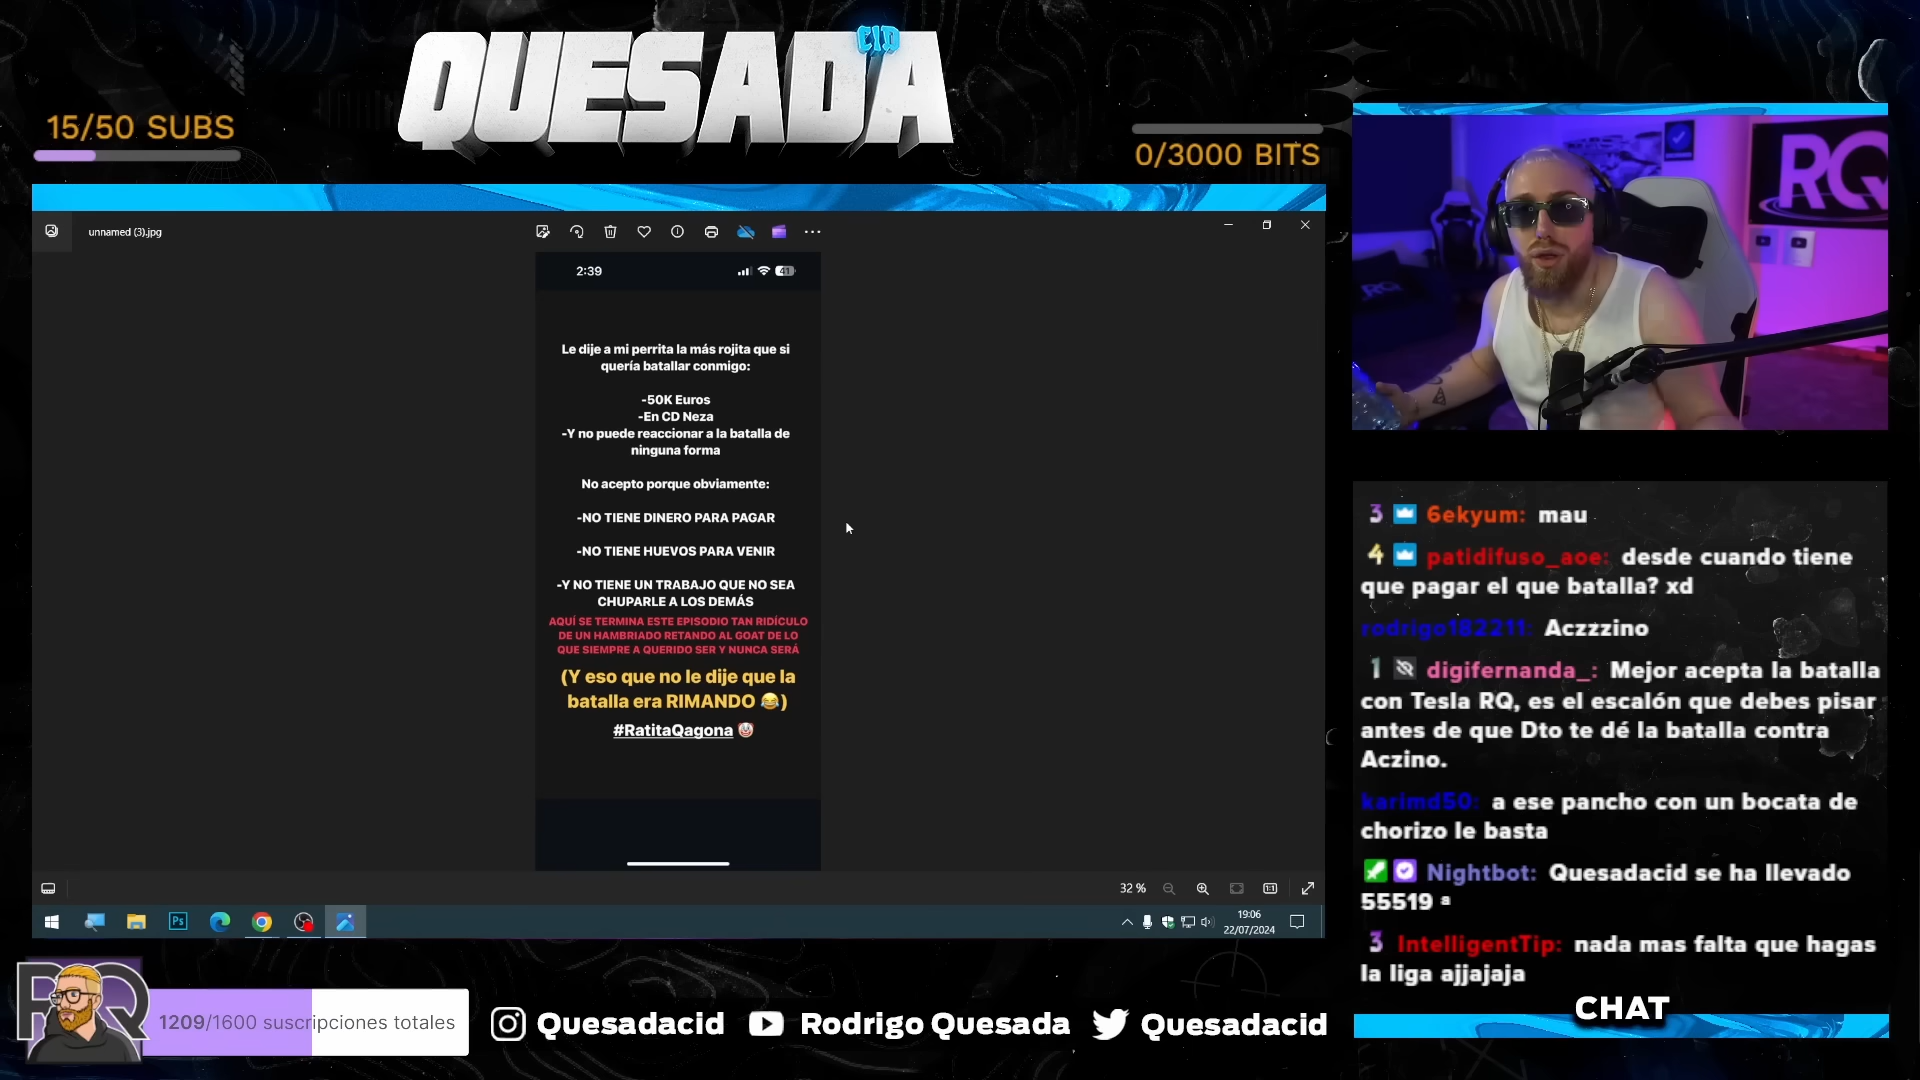 QUESADA
CID
15/50 SUBS
0/3000 BITS
unnamed (3).jpg
2:39
41
Le dije a mi perrita la más rojita que si
quería batallar conmigo:
-50K Euros
-En CD Neza
-Y no puede reaccionar a la batalla de
ninguna forma
No acepto porque obviamente:
-NO TIENE DINERO PARA PAGAR
-NO TIENE HUEVOS PARA VENIR
-Y NO TIENE UN TRABAJO QUE NO SEA
CHUPARLE A LOS DEMÁS
AQUÍ SE TERMINA ESTE EPISODIO TAN RIDÍCULO
DE UN HAMBRIADO RETANDO AL GOAT DE LO
QUE SIEMPRE A QUERIDO SER Y NUNCA SERÁ
(Y eso que no le dije que la
batalla era RIMANDO 😂)
#RatitaQagona 🤡
32 %
1:1
Ps
19:06
22/07/2024
RQ
RQ
3 6ekyum: mau
4 patidifuso_aoe: desde cuando tiene
que pagar el que batalla? xd
rodrigo182211: Aczzzino
1 digifernanda_: Mejor acepta la batalla
con Tesla RQ, es el escalón que debes pisar
antes de que Dto te dé la batalla contra
Aczino.
karimd50: a ese pancho con un bocata de
chorizo le basta
Nightbot: Quesadacid se ha llevado
55519 a
3 IntelligentTip: nada mas falta que hagas
la liga ajjajaja
CHAT
RQ
1209/1600 suscripciones totales
Quesadacid
Rodrigo Quesada
Quesadacid